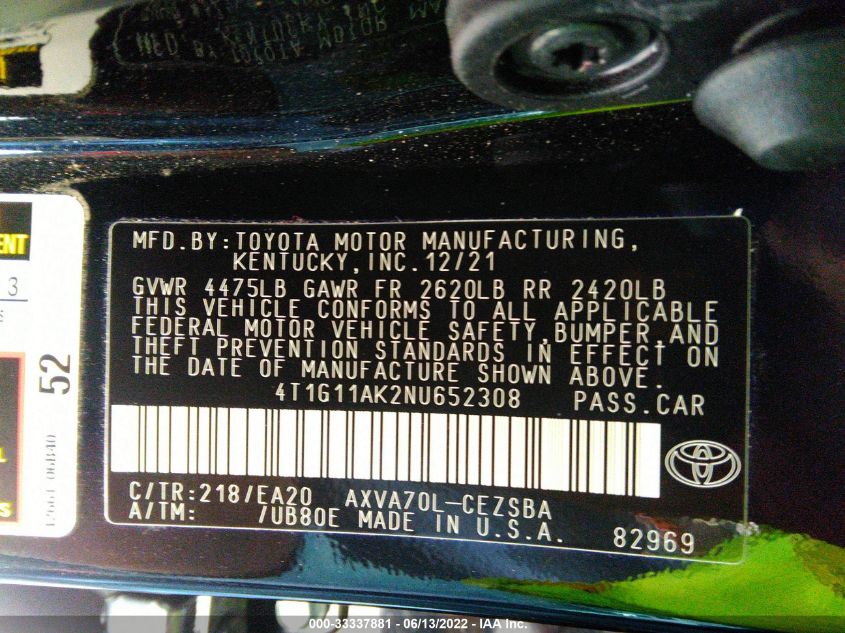 MFD.BY:TOYOTA MOTOR MANUFACTURING,
KENTUCKY,INC.12/21
GVWR 4475LB GAWR FR 2620LB RR 2420LB
THIS VEHICLE CONFORMS TO ALL APPLICABLE
FEDERAL MOTOR VEHICLE SAFETY,BUMPER,AND
THEFT PREVENTION STANDARDS IN EFFECT ON
THE DATE OF MANUFACTURE SHOWN ABOVE.
4T1G11AK2NU652308 PASS.CAR
C/TR:218/EA20 AXVA70L-CEZSBA
A/TM: /UB80E MADE IN U.S.A.
82969
ENT
3
52
000-33337881 - 06/13/2022 - IAA Inc.